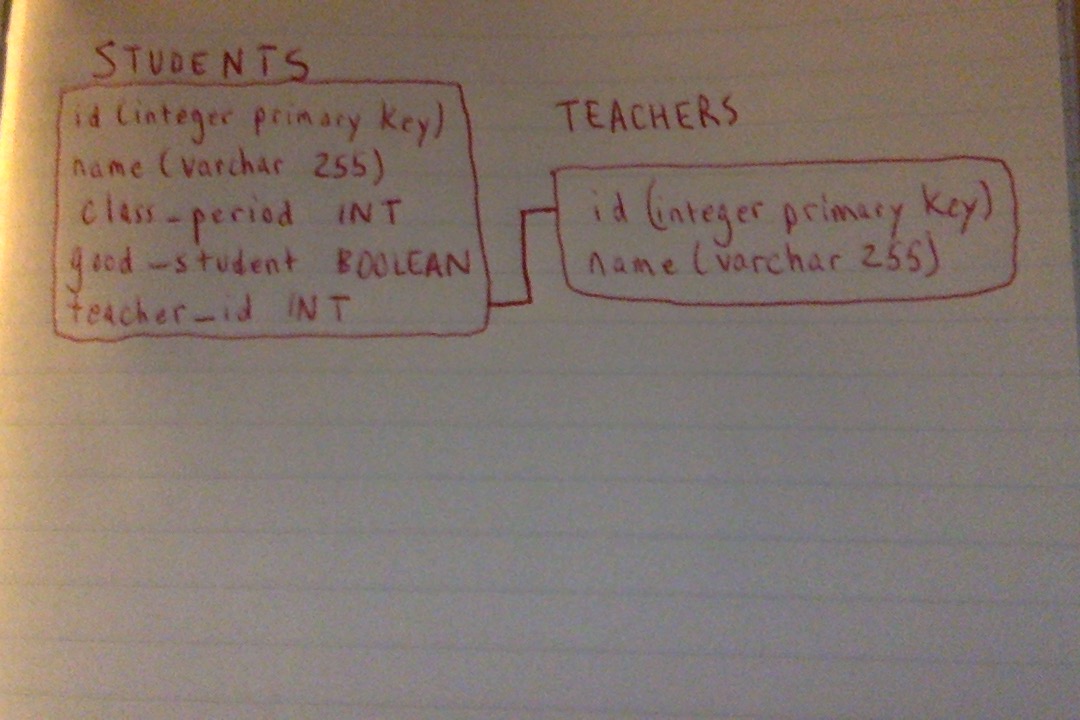 STUDENTS
id (integer primary key)
name (varchar 255)
class_period INT
good_student BOOLEAN
teacher_id INT
TEACHERS
id (integer primary key)
name (varchar 255)